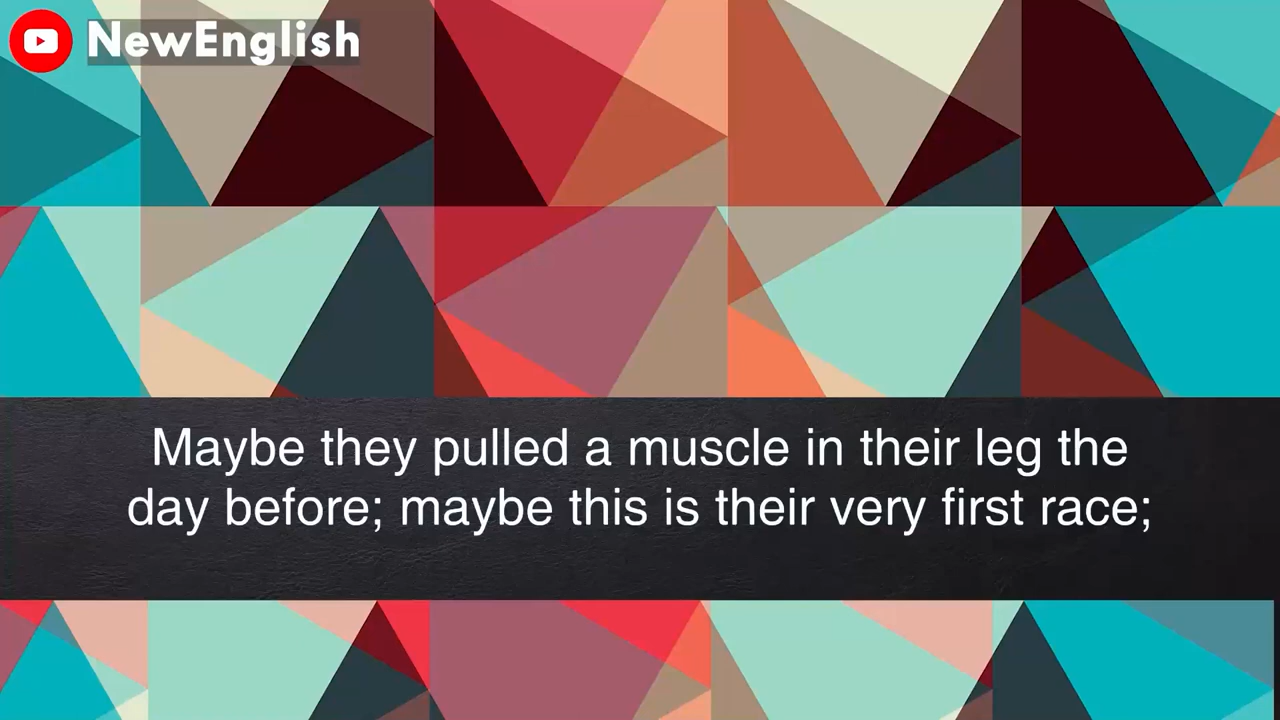 NewEnglish
Maybe they pulled a muscle in their leg the
day before; maybe this is their very first race;